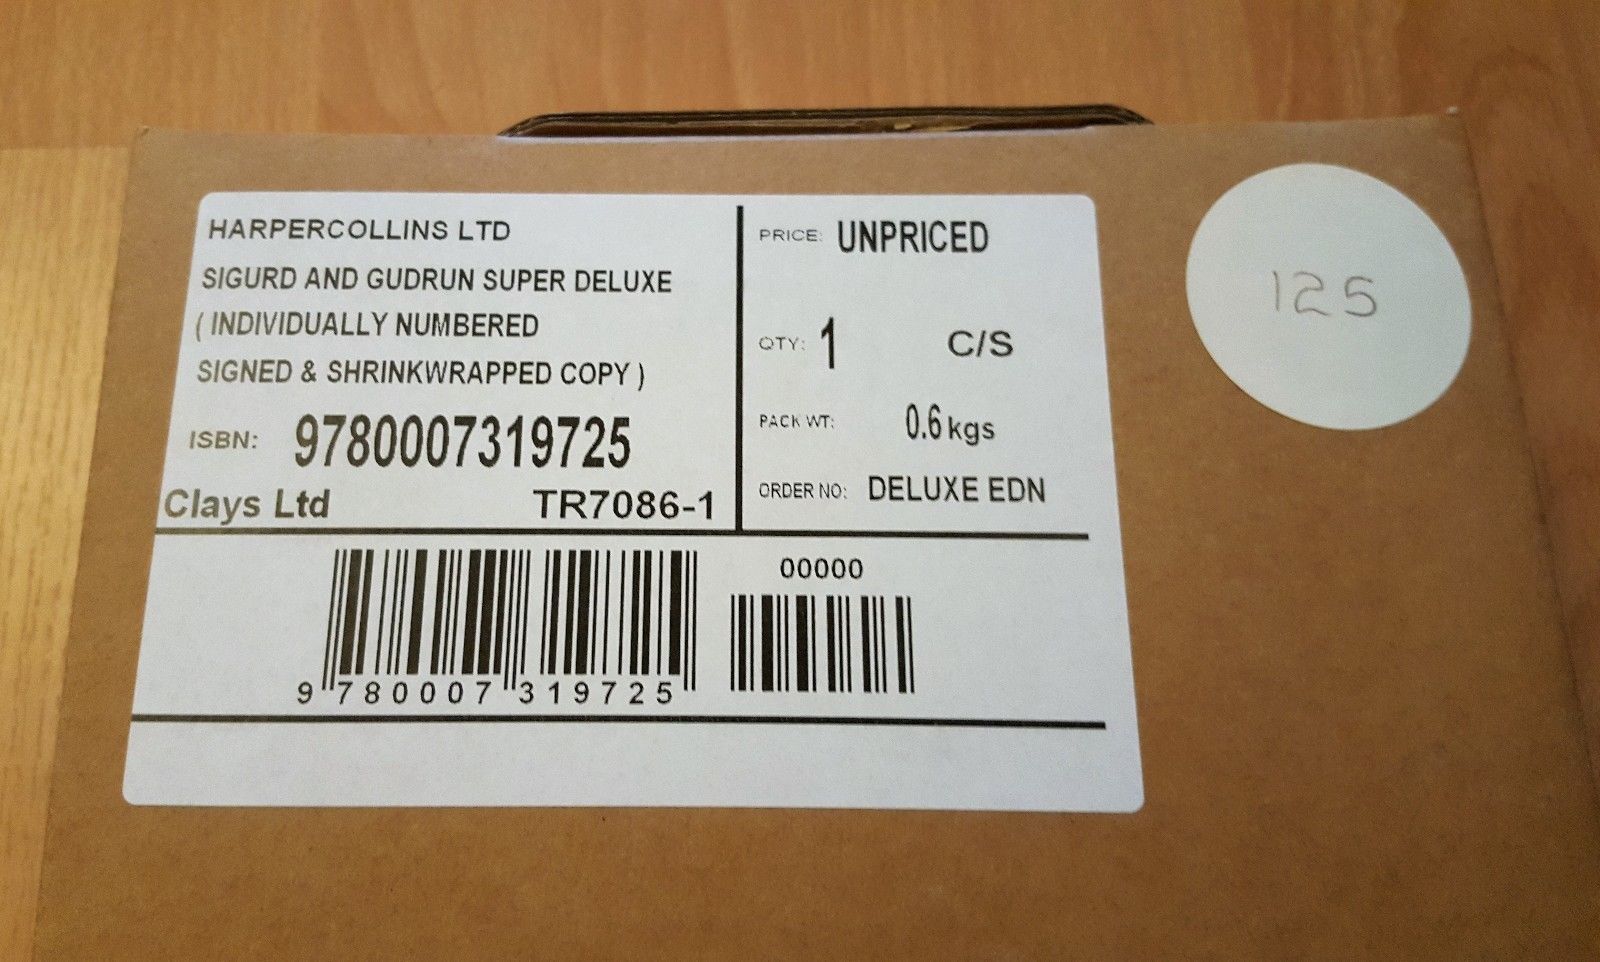 HARPERCOLLINS LTD
SIGURD AND GUDRUN SUPER DELUXE
( INDIVIDUALLY NUMBERED
SIGNED & SHRINKWRAPPED COPY )
ISBN: 9780007319725
Clays Ltd TR7086-1
PRICE: UNPRICED
QTY: 1 C/S
PACK WT: 0.6 kgs
ORDER NO: DELUXE EDN
9 780007 319725
00000
125